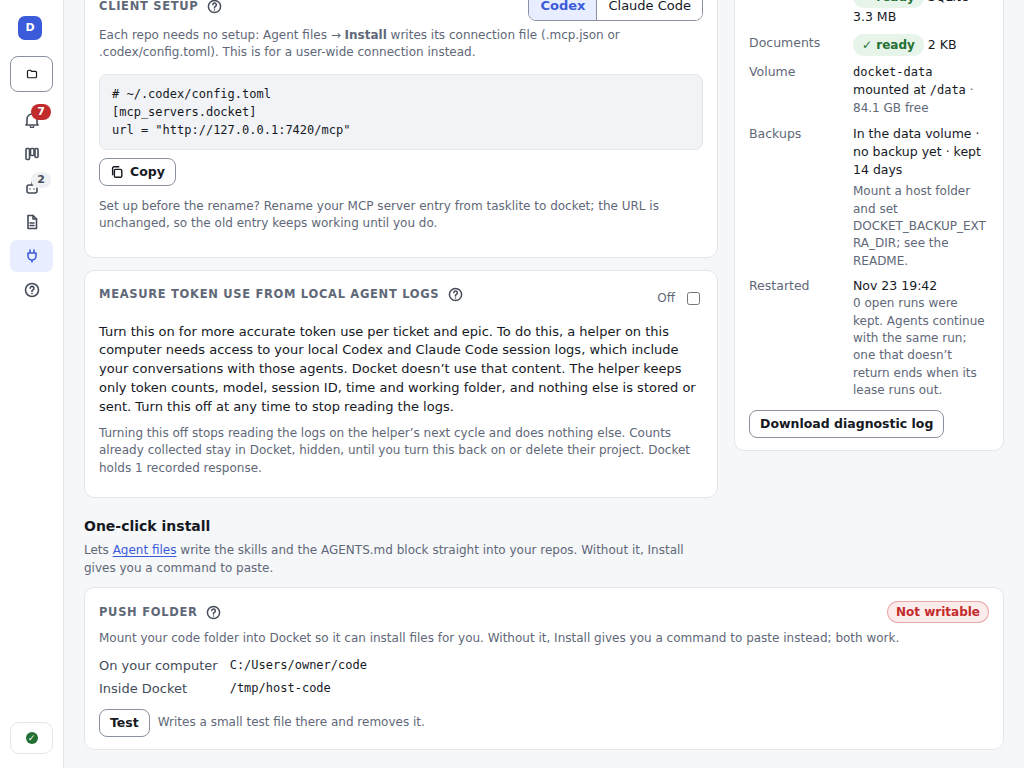 D
7
2
CLIENT SETUP
Codex
Claude Code
Each repo needs no setup: Agent files → Install writes its connection file (.mcp.json or
.codex/config.toml). This is for a user-wide connection instead.
# ~/.codex/config.toml
[mcp_servers.docket]
url = "http://127.0.0.1:7420/mcp"
Copy
Set up before the rename? Rename your MCP server entry from tasklite to docket; the URL is
unchanged, so the old entry keeps working until you do.
MEASURE TOKEN USE FROM LOCAL AGENT LOGS
Off
Turn this on for more accurate token use per ticket and epic. To do this, a helper on this
computer needs access to your local Codex and Claude Code session logs, which include
your conversations with those agents. Docket doesn’t use that content. The helper keeps
only token counts, model, session ID, time and working folder, and nothing else is stored or
sent. Turn this off at any time to stop reading the logs.
Turning this off stops reading the logs on the helper’s next cycle and does nothing else. Counts
already collected stay in Docket, hidden, until you turn this back on or delete their project. Docket
holds 1 recorded response.
3.3 MB
Documents
✓ ready 2 KB
Volume
docket-data
mounted at /data ·
84.1 GB free
Backups
In the data volume ·
no backup yet · kept
14 days
Mount a host folder
and set
DOCKET_BACKUP_EXT
RA_DIR; see the
README.
Restarted
Nov 23 19:42
0 open runs were
kept. Agents continue
with the same run;
one that doesn’t
return ends when its
lease runs out.
Download diagnostic log
One-click install
Lets Agent files write the skills and the AGENTS.md block straight into your repos. Without it, Install
gives you a command to paste.
PUSH FOLDER
Not writable
Mount your code folder into Docket so it can install files for you. Without it, Install gives you a command to paste instead; both work.
On your computer C:/Users/owner/code
Inside Docket /tmp/host-code
Test
Writes a small test file there and removes it.